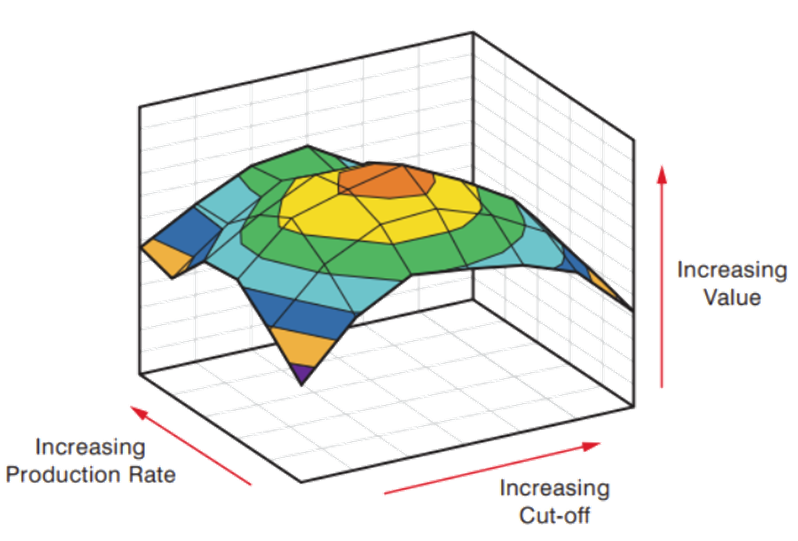 Increasing
Value
Increasing
Production Rate
Increasing
Cut-off